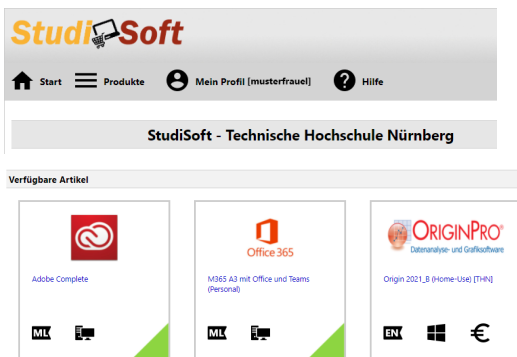 StudiSoft
Start Produkte Mein Profil [musterfrauel] Hilfe
StudiSoft - Technische Hochschule Nürnberg
Verfügbare Artikel
Office 365
ORIGINPRO®
Datenanalyse- und Grafiksoftware
Adobe Complete
M365 A3 mit Office und Teams
(Personal)
Origin 2021_B (Home-Use) [THN]
ML ML EN €